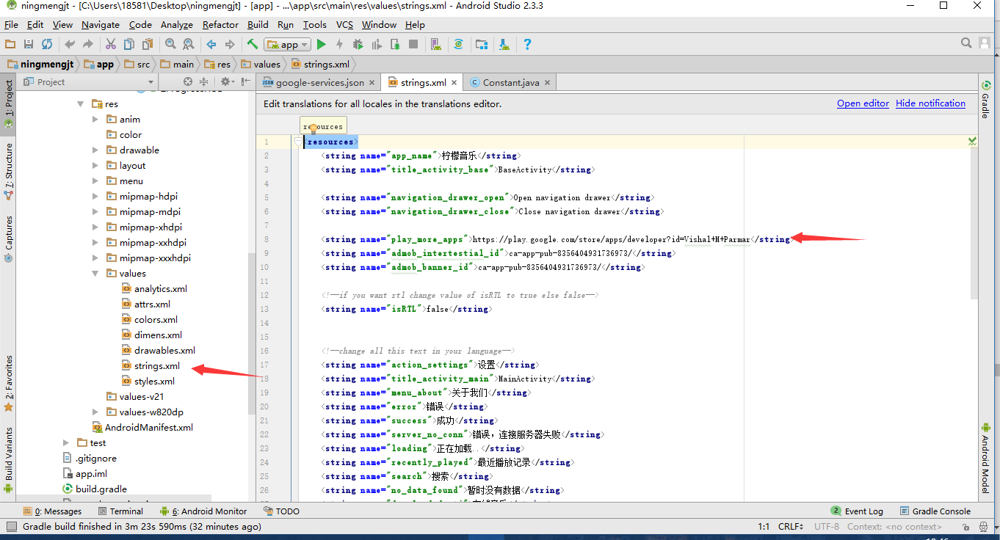 ningmengjt - [C:\Users\18581\Desktop\ningmengjt] - [app] - ...\app\src\main\res\values\strings.xml - Android Studio 2.3.3
File Edit View Navigate Code Analyze Refactor Build Run Tools VCS Window Help
app
ningmengjt app src main res values strings.xml
Project
google-services.json strings.xml Constant.java
Edit translations for all locales in the translations editor. Open editor Hide notification
1: Project
7: Structure
Captures
2: Favorites
Build Variants
res
anim
color
drawable
layout
menu
mipmap-hdpi
mipmap-mdpi
mipmap-xhdpi
mipmap-xxhdpi
mipmap-xxxhdpi
values
analytics.xml
attrs.xml
colors.xml
dimens.xml
drawables.xml
strings.xml
styles.xml
values-v21
values-w820dp
AndroidManifest.xml
test
.gitignore
app.iml
build.gradle
resources
1 <resources>
2 <string name="app_name">柠檬音乐</string>
3 <string name="title_activity_base">BaseActivity</string>
4
5 <string name="navigation_drawer_open">Open navigation drawer</string>
6 <string name="navigation_drawer_close">Close navigation drawer</string>
7
8 <string name="play_more_apps">https://play.google.com/store/apps/developer?id=Vishal+M+Parmar</string>
9 <string name="admob_intertestial_id">ca-app-pub-8356404931736973/</string>
10 <string name="admob_banner_id">ca-app-pub-8356404931736973/</string>
11
12 <!--if you want rtl change value of isRTL to true else false-->
13 <string name="isRTL">false</string>
14
15
16 <!--change all this text in your language-->
17 <string name="action_settings">设置</string>
18 <string name="title_activity_main">MainActivity</string>
19 <string name="menu_about">关于我们</string>
20 <string name="error">错误</string>
21 <string name="success">成功</string>
22 <string name="server_no_conn">错误，连接服务器失败</string>
23 <string name="loading">正在加载..</string>
24 <string name="recently_played">最近播放记录</string>
25 <string name="search">搜索</string>
26 <string name="no_data_found">暂时没有数据</string>
Gradle
Android Model
0: Messages Terminal 6: Android Monitor TODO 2 Event Log Gradle Console
Gradle build finished in 3m 23s 590ms (32 minutes ago) 1:1 CRLF UTF-8 Context: <no context>